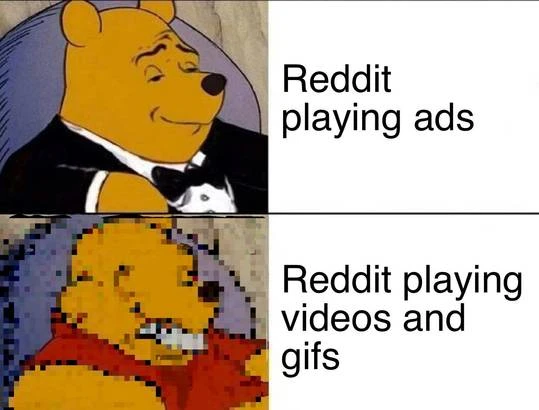 Reddit
playing ads
Reddit playing
videos and
gifs